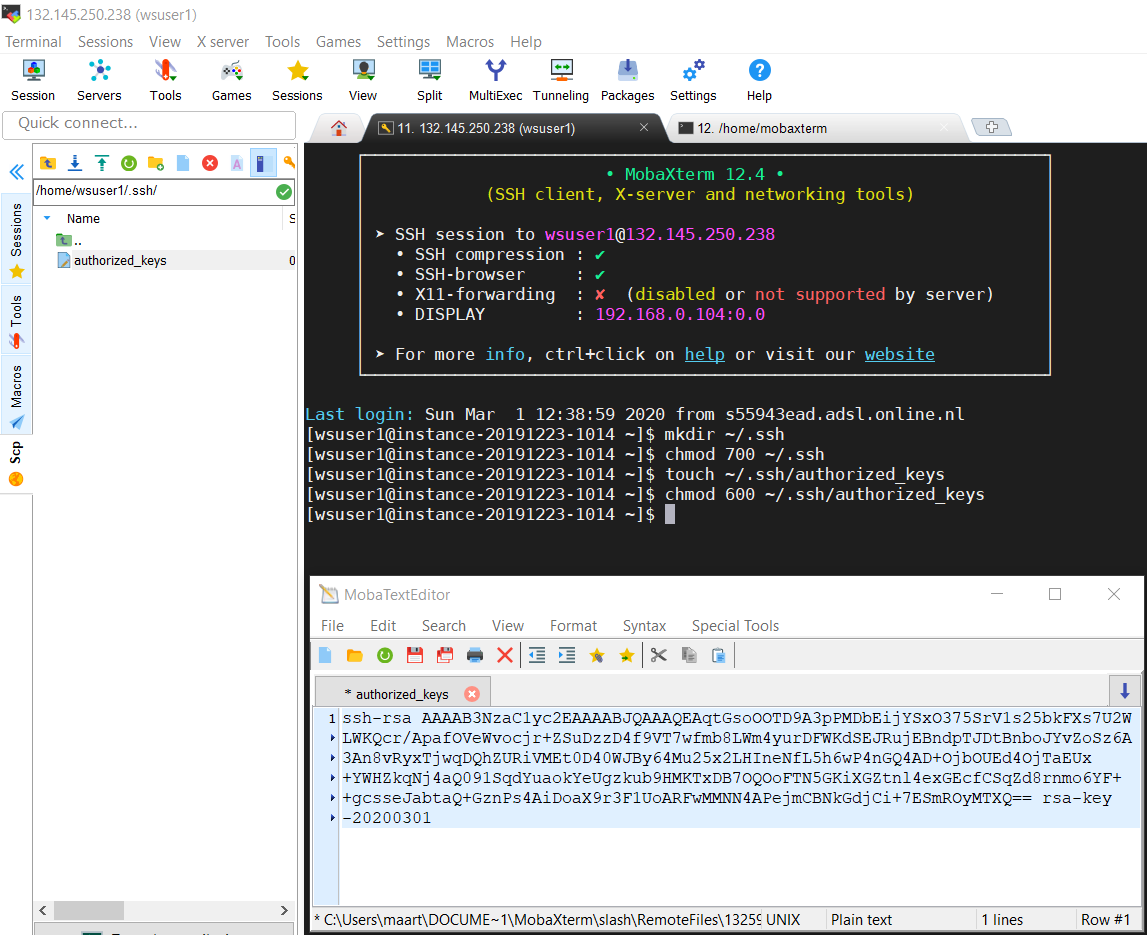 132.145.250.238 (wsuser1)
Terminal Sessions View X server Tools Games Settings Macros Help
Session Servers Tools Games Sessions View Split MultiExec Tunneling Packages Settings Help
Quick connect...
11. 132.145.250.238 (wsuser1)
12. /home/mobaxterm
/home/wsuser1/.ssh/
Name S
..
authorized_keys 0
Sessions
Tools
Macros
Scp
• MobaXterm 12.4 •
(SSH client, X-server and networking tools)
➤ SSH session to wsuser1@132.145.250.238
• SSH compression : ✔
• SSH-browser : ✔
• X11-forwarding : ✘ (disabled or not supported by server)
• DISPLAY : 192.168.0.104:0.0
➤ For more info, ctrl+click on help or visit our website
Last login: Sun Mar 1 12:38:59 2020 from s55943ead.adsl.online.nl
[wsuser1@instance-20191223-1014 ~]$ mkdir ~/.ssh
[wsuser1@instance-20191223-1014 ~]$ chmod 700 ~/.ssh
[wsuser1@instance-20191223-1014 ~]$ touch ~/.ssh/authorized_keys
[wsuser1@instance-20191223-1014 ~]$ chmod 600 ~/.ssh/authorized_keys
[wsuser1@instance-20191223-1014 ~]$
MobaTextEditor
File Edit Search View Format Syntax Special Tools
* authorized_keys
1 ssh-rsa AAAAB3NzaC1yc2EAAAABJQAAAQEAqtGsoOOTD9A3pPMDbEijYSxO375SrV1s25bkFXs7U2W
LWKQcr/ApafOVeWvocjr+ZSuDzzD4f9VT7wfmb8LWm4yurDFWKdSEJRujEBndpTJDtBnboJYvZoSz6A
3An8vRyxTjwqDQhZURiVMEt0D40WJBy64Mu25x2LHIneNfL5h6wP4nGQ4AD+OjbOUEd4OjTaEUx
+YWHZkqNj4aQ091SqdYuaokYeUgzkub9HMKTxDB7OQOoFTN5GKiXGZtnl4exGEcfCSqZd8rnmo6YF+
+gcsseJabtaQ+GznPs4AiDoaX9r3F1UoARFwMMNN4APejmCBNkGdjCi+7ESmROyMTXQ== rsa-key
-20200301
* C:\Users\maart\DOCUME~1\MobaXterm\slash\RemoteFiles\13259 UNIX Plain text 1 lines Row #1